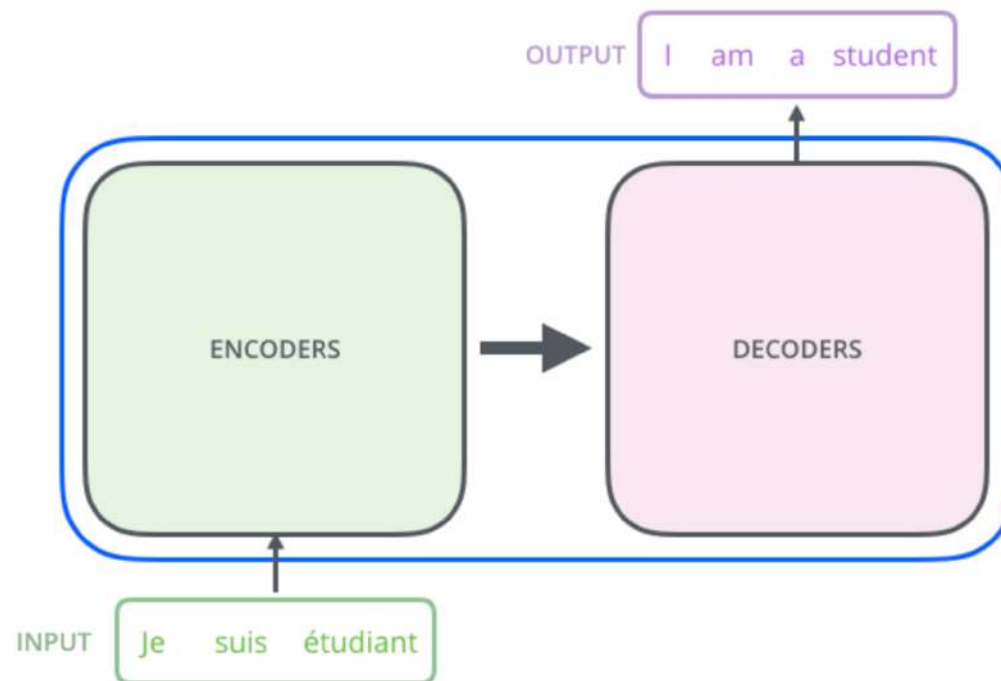 OUTPUT I am a student
ENCODERS DECODERS
INPUT Je suis étudiant